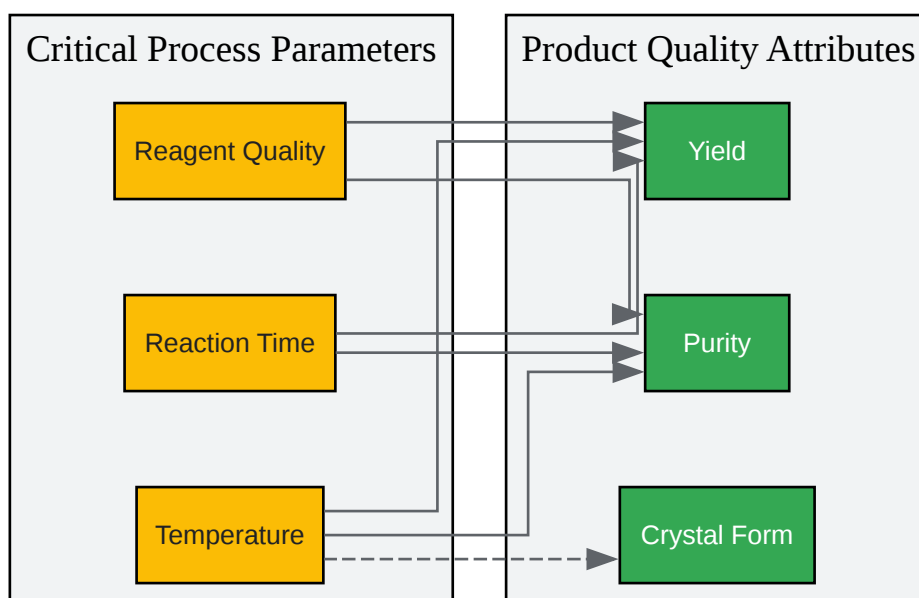 Critical Process Parameters
Product Quality Attributes
Reagent Quality
Yield
Reaction Time
Purity
Temperature
Crystal Form